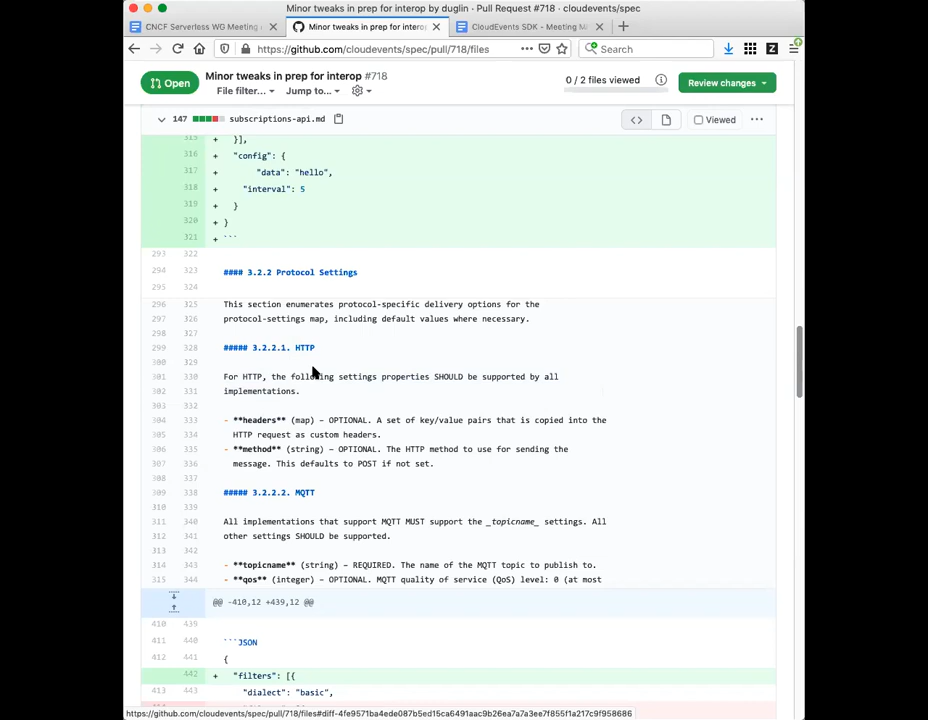 Minor tweaks in prep for interop by duglin · Pull Request #718 · cloudevents/spec
CNCF Serverless WG Meeting
Minor tweaks in prep for interop
CloudEvents SDK - Meeting M
https://github.com/cloudevents/spec/pull/718/files
Search
Open
Minor tweaks in prep for interop #718
File filter... Jump to...
0 / 2 files viewed
Review changes
147 subscriptions-api.md
Viewed
315 + }],
316 + "config": {
317 + "data": "hello",
318 + "interval": 5
319 + }
320 + }
321 + ```
293 322
294 323 #### 3.2.2 Protocol Settings
295 324
296 325 This section enumerates protocol-specific delivery options for the
297 326 protocol-settings map, including default values where necessary.
298 327
299 328 ##### 3.2.2.1. HTTP
300 329
301 330 For HTTP, the following settings properties SHOULD be supported by all
302 331 implementations.
303 332
304 333 - **headers** (map) – OPTIONAL. A set of key/value pairs that is copied into the
305 334 HTTP request as custom headers.
306 335 - **method** (string) – OPTIONAL. The HTTP method to use for sending the
307 336 message. This defaults to POST if not set.
308 337
309 338 ##### 3.2.2.2. MQTT
310 339
311 340 All implementations that support MQTT MUST support the _topicname_ settings. All
312 341 other settings SHOULD be supported.
313 342
314 343 - **topicname** (string) – REQUIRED. The name of the MQTT topic to publish to.
315 344 - **qos** (integer) – OPTIONAL. MQTT quality of service (QoS) level: 0 (at most
@@ -410,12 +439,12 @@
410 439
411 440 ```JSON
412 441 {
442 + "filters": [{
413 443 "dialect": "basic",
https://github.com/cloudevents/spec/pull/718/files#diff-4fe9571ba4ede087b5ed15ca6491aac9b26ea7a7a3ee7f855f1a217c9f958686